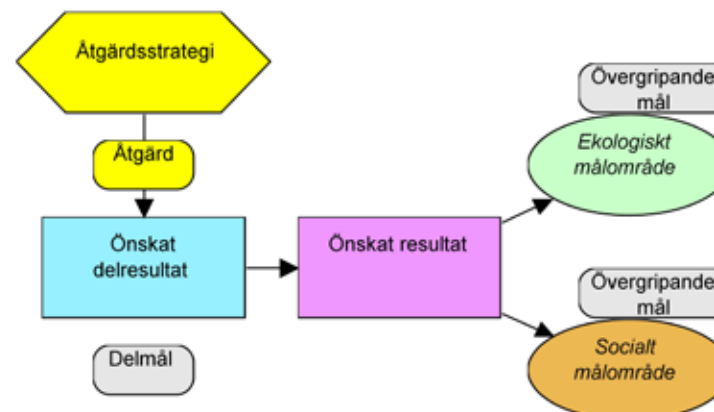 Åtgärdsstrategi
Åtgärd
Önskat
delresultat
Delmål
Önskat resultat
Övergripande
mål
Ekologiskt
målområde
Övergripande
mål
Socialt
målområde